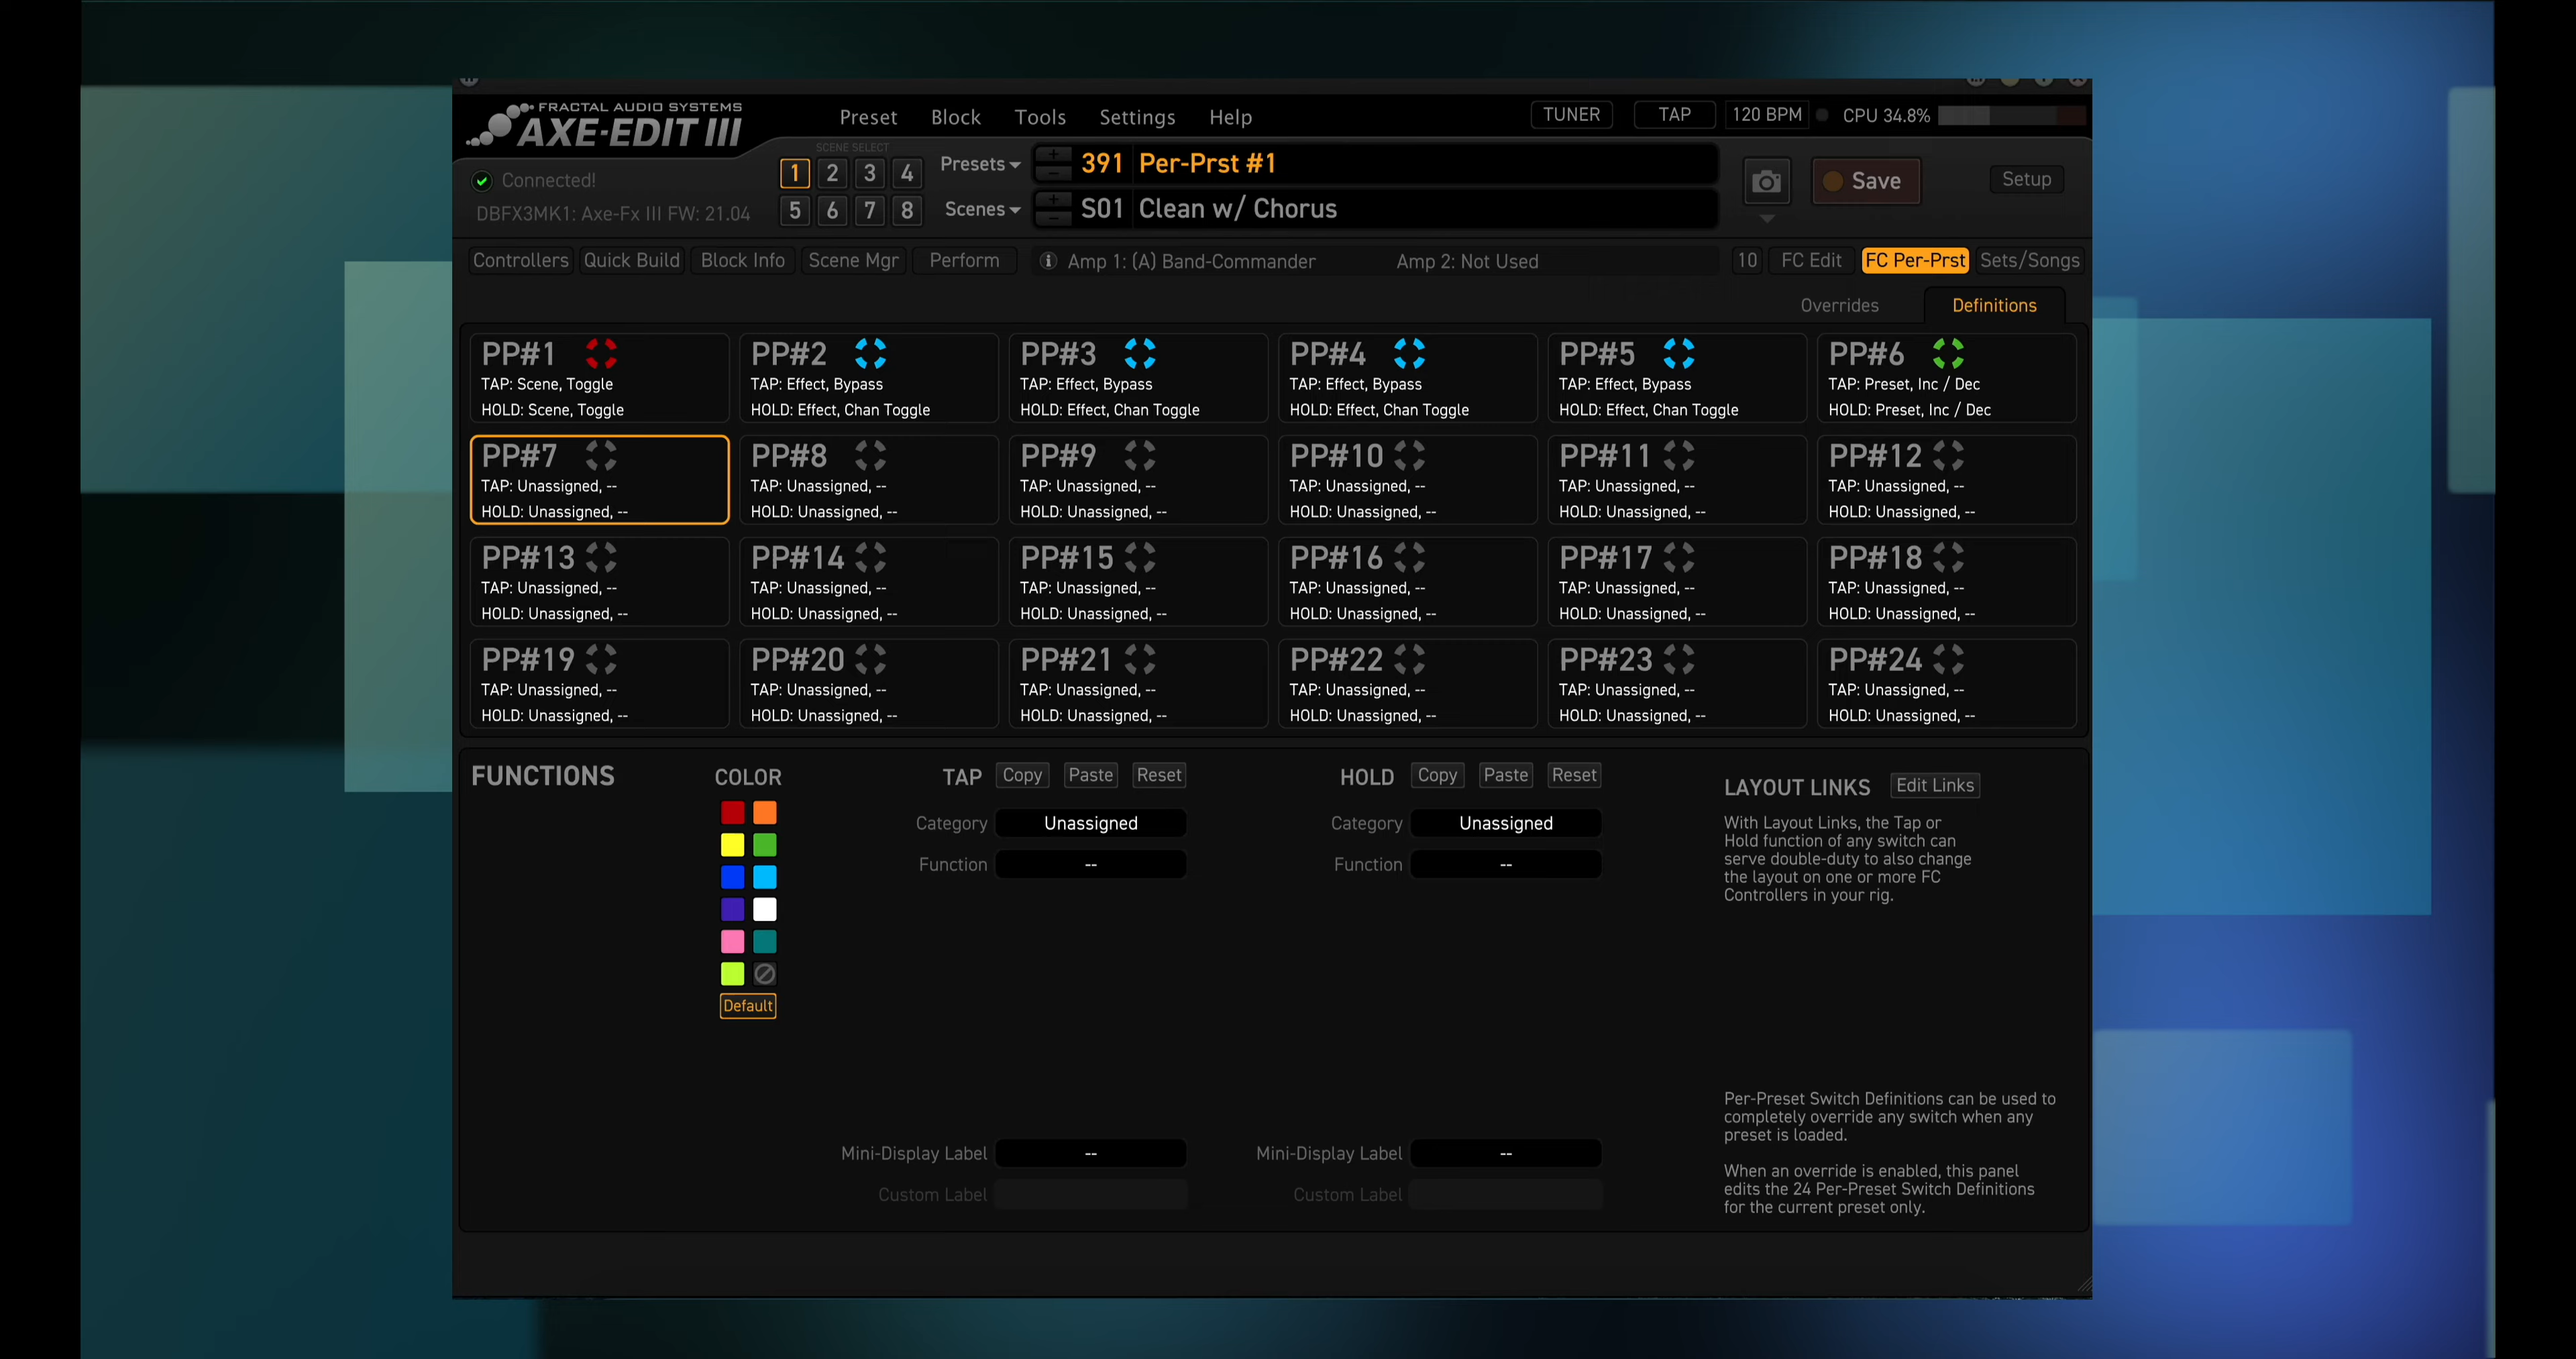 FRACTAL AUDIO SYSTEMS
AXE-EDIT III
Preset Block Tools Settings Help
TUNER TAP 120 BPM CPU 34.8%
SCENE SELECT
Connected!
DBFX3MK1: Axe-Fx III FW: 21.04
1 2 3 4
5 6 7 8
Presets + - 391 Per-Prst #1
Scenes + - S01 Clean w/ Chorus
Save Setup
Controllers Quick Build Block Info Scene Mgr Perform
Amp 1: (A) Band-Commander Amp 2: Not Used
10 FC Edit FC Per-Prst Sets/Songs
Overrides Definitions
PP#1 PP#2 PP#3 PP#4 PP#5 PP#6
TAP: Scene, Toggle TAP: Effect, Bypass TAP: Effect, Bypass TAP: Effect, Bypass TAP: Effect, Bypass TAP: Preset, Inc / Dec
HOLD: Scene, Toggle HOLD: Effect, Chan Toggle HOLD: Effect, Chan Toggle HOLD: Effect, Chan Toggle HOLD: Effect, Chan Toggle HOLD: Preset, Inc / Dec
PP#7 PP#8 PP#9 PP#10 PP#11 PP#12
TAP: Unassigned, -- TAP: Unassigned, -- TAP: Unassigned, -- TAP: Unassigned, -- TAP: Unassigned, -- TAP: Unassigned, --
HOLD: Unassigned, -- HOLD: Unassigned, -- HOLD: Unassigned, -- HOLD: Unassigned, -- HOLD: Unassigned, -- HOLD: Unassigned, --
PP#13 PP#14 PP#15 PP#16 PP#17 PP#18
TAP: Unassigned, -- TAP: Unassigned, -- TAP: Unassigned, -- TAP: Unassigned, -- TAP: Unassigned, -- TAP: Unassigned, --
HOLD: Unassigned, -- HOLD: Unassigned, -- HOLD: Unassigned, -- HOLD: Unassigned, -- HOLD: Unassigned, -- HOLD: Unassigned, --
PP#19 PP#20 PP#21 PP#22 PP#23 PP#24
TAP: Unassigned, -- TAP: Unassigned, -- TAP: Unassigned, -- TAP: Unassigned, -- TAP: Unassigned, -- TAP: Unassigned, --
HOLD: Unassigned, -- HOLD: Unassigned, -- HOLD: Unassigned, -- HOLD: Unassigned, -- HOLD: Unassigned, -- HOLD: Unassigned, --
FUNCTIONS
COLOR
Default
TAP Copy Paste Reset
Category Unassigned
Function --
Mini-Display Label --
Custom Label
HOLD Copy Paste Reset
Category Unassigned
Function --
Mini-Display Label --
Custom Label
LAYOUT LINKS Edit Links
With Layout Links, the Tap or
Hold function of any switch can
serve double-duty to also change
the layout on one or more FC
Controllers in your rig.
Per-Preset Switch Definitions can be used to
completely override any switch when any
preset is loaded.
When an override is enabled, this panel
edits the 24 Per-Preset Switch Definitions
for the current preset only.